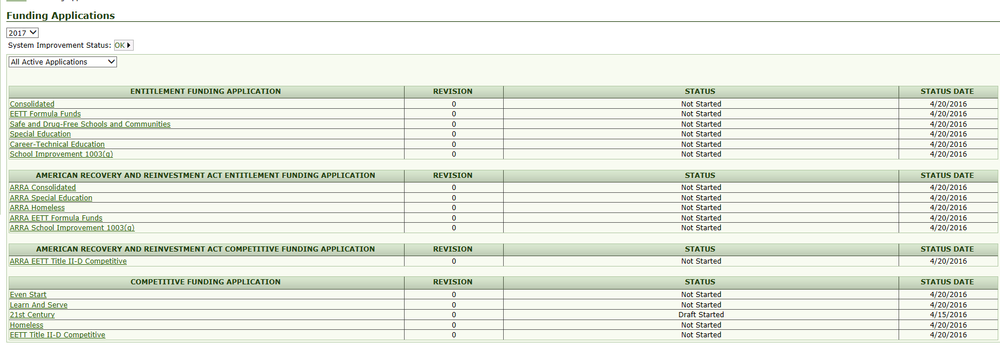 Funding Applications
2017
System Improvement Status: OK
All Active Applications
ENTITLEMENT FUNDING APPLICATION REVISION STATUS STATUS DATE
Consolidated 0 Not Started 4/20/2016
EETT Formula Funds 0 Not Started 4/20/2016
Safe and Drug-Free Schools and Communities 0 Not Started 4/20/2016
Special Education 0 Not Started 4/20/2016
Career-Technical Education 0 Not Started 4/20/2016
School Improvement 1003(g) 0 Not Started 4/20/2016
AMERICAN RECOVERY AND REINVESTMENT ACT ENTITLEMENT FUNDING APPLICATION REVISION STATUS STATUS DATE
ARRA Consolidated 0 Not Started 4/20/2016
ARRA Special Education 0 Not Started 4/20/2016
ARRA Homeless 0 Not Started 4/20/2016
ARRA EETT Formula Funds 0 Not Started 4/20/2016
ARRA School Improvement 1003(g) 0 Not Started 4/20/2016
AMERICAN RECOVERY AND REINVESTMENT ACT COMPETITIVE FUNDING APPLICATION REVISION STATUS STATUS DATE
ARRA EETT Title II-D Competitive 0 Not Started 4/20/2016
COMPETITIVE FUNDING APPLICATION REVISION STATUS STATUS DATE
Even Start 0 Not Started 4/20/2016
Learn And Serve 0 Not Started 4/20/2016
21st Century 0 Draft Started 4/15/2016
Homeless 0 Not Started 4/20/2016
EETT Title II-D Competitive 0 Not Started 4/20/2016